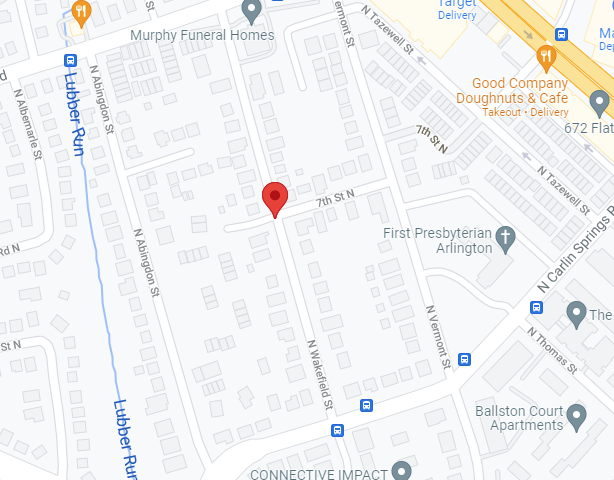 Target
Delivery
Murphy Funeral Homes
N Tazewell St
Vermont St
St
d
Ma
Dep
N Abingdon St
Lubber Run
N Albemarle St
Good Company
Doughnuts & Cafe
Takeout • Delivery
672 Flat
7th St N
N Tazewell St
7th St N
First Presbyterian
Arlington
N Carlin Springs R
Rd N
N Abingdon St
The
N Vermont St
N Thomas St
St N
N Wakefield St
Lubber Run
Ballston Court
Apartments
CONNECTIVE IMPACT